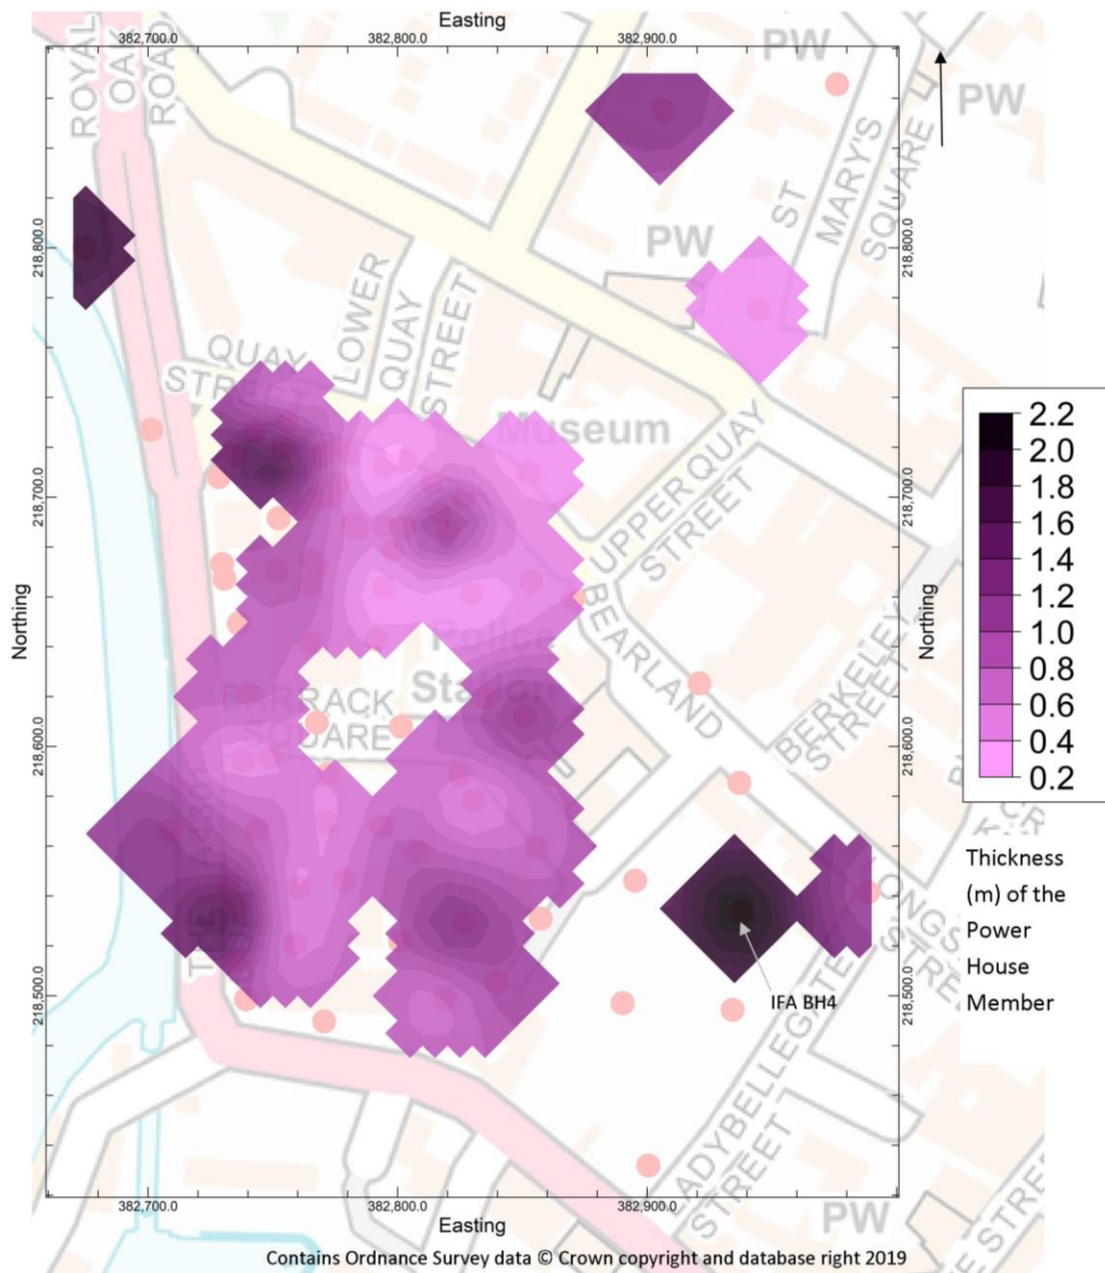 Easting
382,700.0
382,800.0
382,900.0
ROYAL
OAK
ROAD
PW
PW
ST
MARY'S
SQUARE
PW
218,800.0
218,800.0
LOWER
QUAY
STREET
QUAY
STREET
Museum
UPPER QUAY
STREET
218,700.0
218,700.0
2.2
2.0
1.8
1.6
1.4
1.2
1.0
0.8
0.6
0.4
0.2
Northing
Northing
Police
Station
BARRACK
SQUARE
BEARLAND
BERKELEY
STREET
218,600.0
218,600.0
Thickness
(m) of the
Power
House
Member
IFA BH4
218,500.0
218,500.0
LADYBELLEGATE
STREET
PW
382,700.0
382,800.0
382,900.0
Easting
Contains Ordnance Survey data © Crown copyright and database right 2019